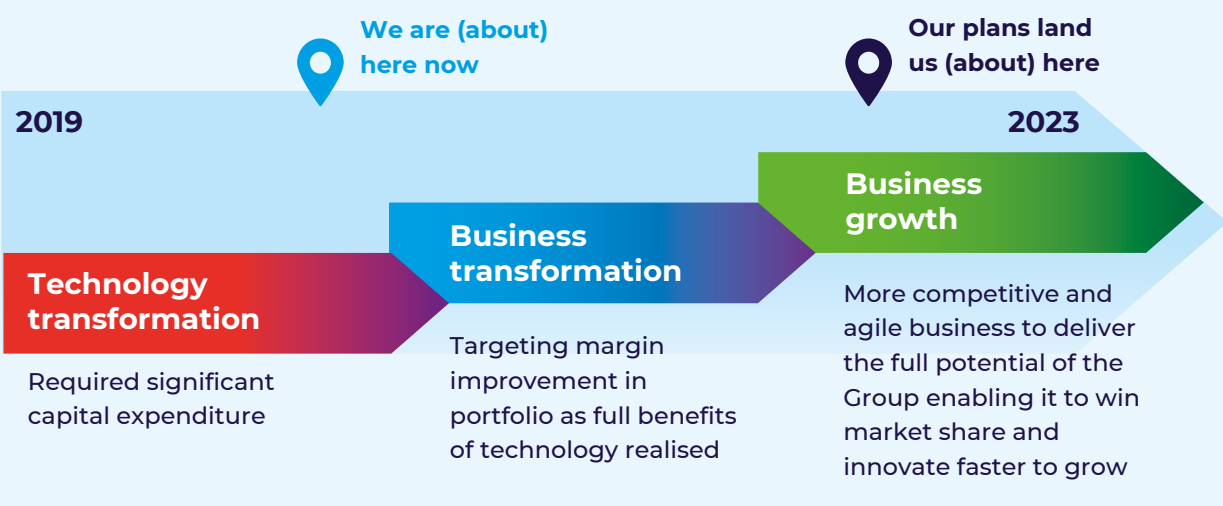 We are (about)
here now
Our plans land
us (about) here
2019
2023
Technology
transformation
Required significant
capital expenditure
Business
transformation
Targeting margin
improvement in
portfolio as full benefits
of technology realised
Business
growth
More competitive and
agile business to deliver
the full potential of the
Group enabling it to win
market share and
innovate faster to grow